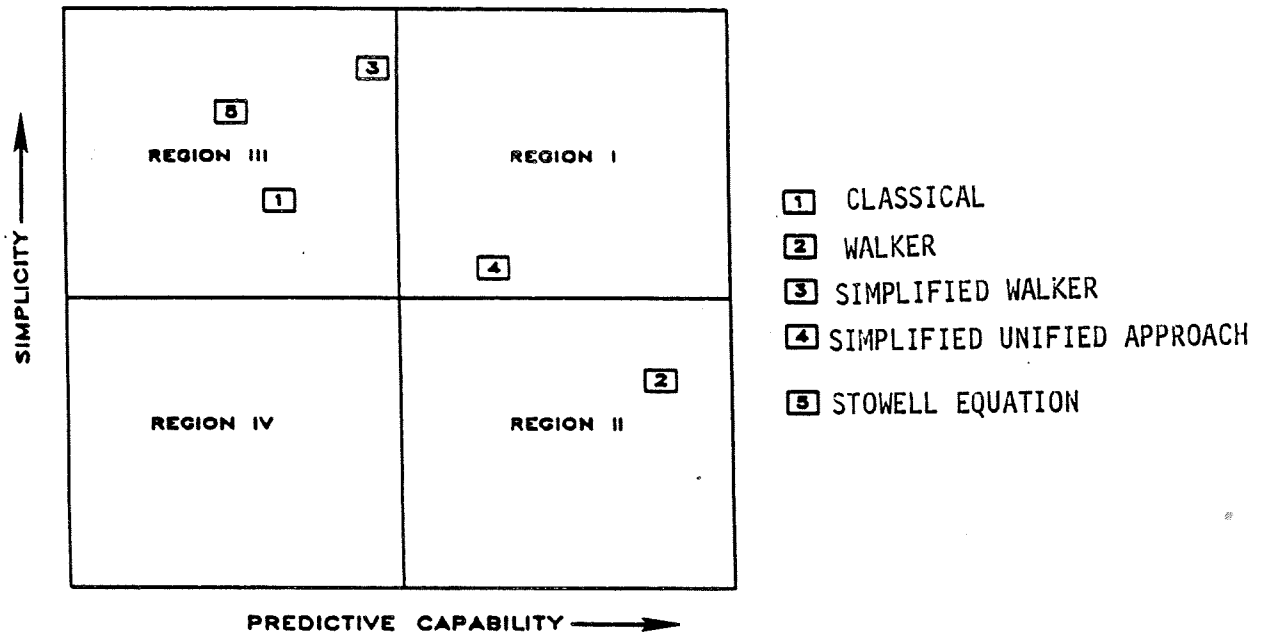 3
5
REGION III
REGION I
1
4
SIMPLICITY
2
REGION IV
REGION II
PREDICTIVE CAPABILITY
1 CLASSICAL
2 WALKER
3 SIMPLIFIED WALKER
4 SIMPLIFIED UNIFIED APPROACH
5 STOWELL EQUATION